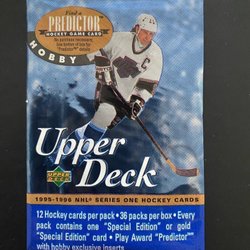 Find a
PREDICTOR
HOCKEY GAME CARD
HOBBY
Upper
Deck
UPPER
DECK
1995-1996 NHL® SERIES ONE HOCKEY CARDS
12 Hockey cards per pack • 36 packs per box • Every
pack contains one "Special Edition" or gold
"Special Edition" card • Play Award "Predictor"™
with hobby exclusive inserts